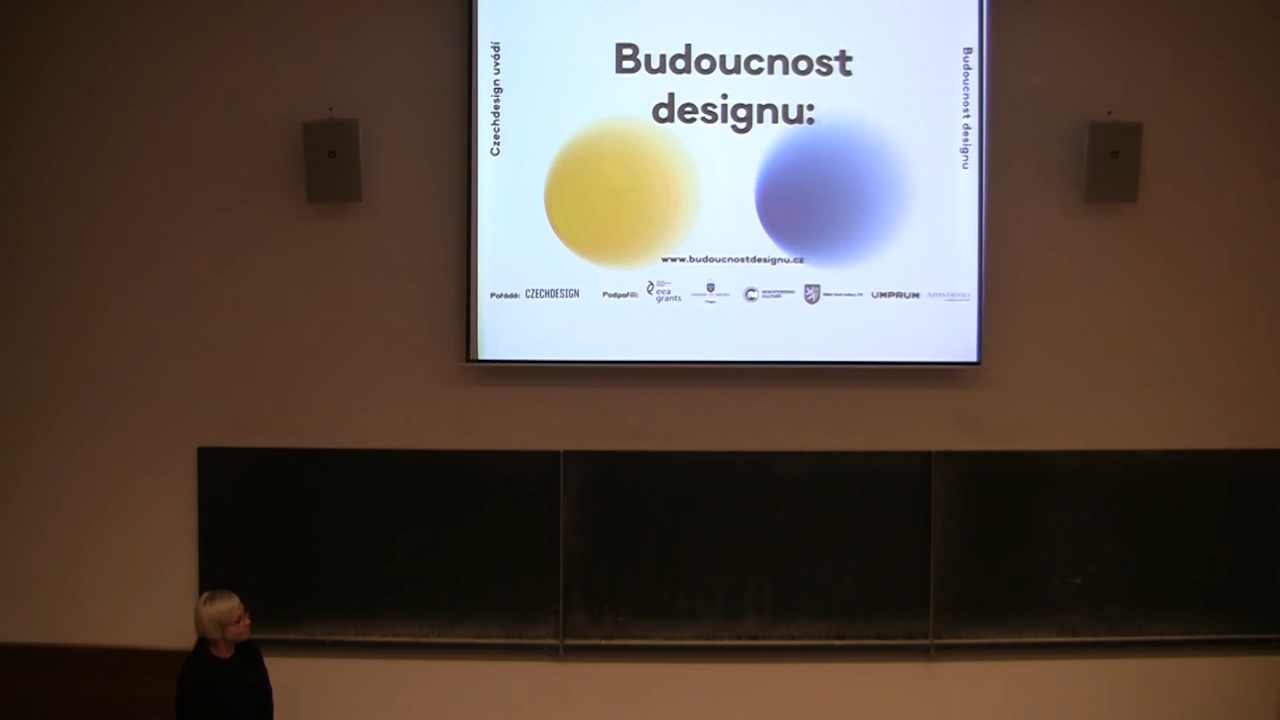 Czechdesign uvádí
Budoucnost
designu:
Budoucnost designu
www.budoucnostdesignu.cz
Pořádá: CZECHDESIGN
Podpořili:
eea
grants
UMPRUM